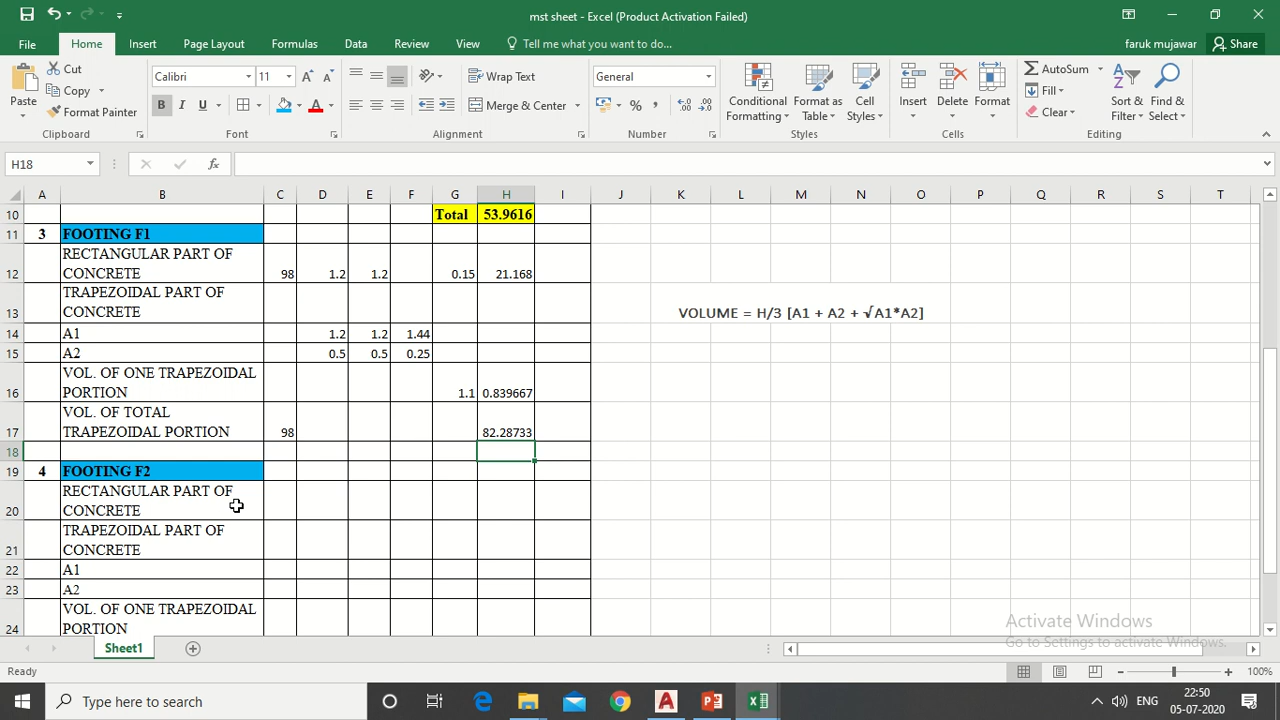 mst sheet - Excel (Product Activation Failed)
File Home Insert Page Layout Formulas Data Review View Tell me what you want to do... faruk mujawar Share
Cut
Copy
Format Painter
Paste
Calibri 11
B I U
Wrap Text
Merge & Center
General
Conditional Formatting
Format as Table
Cell Styles
Insert
Delete
Format
AutoSum
Fill
Clear
Sort & Filter
Find & Select
Clipboard Font Alignment Number Styles Cells Editing
H18 fx
A B C D E F G H I J K L M N O P Q R S T
10 Total 53.9616
11 3 FOOTING F1
RECTANGULAR PART OF
12 CONCRETE 98 1.2 1.2 0.15 21.168
TRAPEZOIDAL PART OF
13 CONCRETE VOLUME = H/3 [A1 + A2 + √A1*A2]
14 A1 1.2 1.2 1.44
15 A2 0.5 0.5 0.25
VOL. OF ONE TRAPEZOIDAL
16 PORTION 1.1 0.839667
VOL. OF TOTAL
17 TRAPEZOIDAL PORTION 98 82.28733
18
19 4 FOOTING F2
RECTANGULAR PART OF
20 CONCRETE
TRAPEZOIDAL PART OF
21 CONCRETE
22 A1
23 A2
VOL. OF ONE TRAPEZOIDAL
24 PORTION
Activate Windows
Go to Settings to activate Windows.
Sheet1
Ready 100%
Type here to search
ENG
22:50
05-07-2020